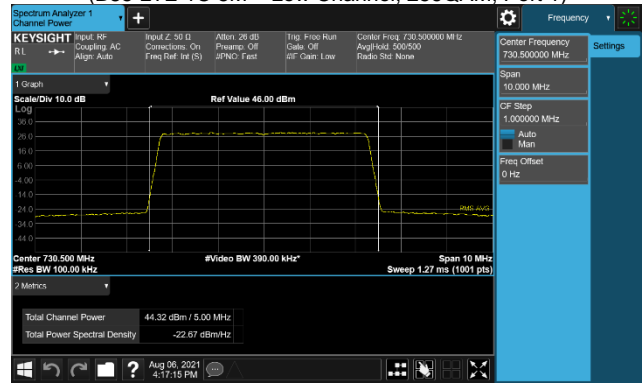 Spectrum Analyzer 1
Channel Power
+
Frequency
KEYSIGHT
RL
Input: RF
Coupling: AC
Align: Auto
Input Z: 50 Ω
Corrections: On
Freq Ref: Int (S)
Atten: 26 dB
Preamp: Off
#PNO: Fast
Trig: Free Run
Gate: Off
#IF Gain: Low
Center Freq: 730.500000 MHz
Avg|Hold: 500/500
Radio Std: None
Center Frequency
730.500000 MHz
Settings
Span
10.000 MHz
CF Step
1.000000 MHz
Auto
Man
Freq Offset
0 Hz
1 Graph
Scale/Div 10.0 dB
Ref Value 46.00 dBm
Log
36.0
26.0
16.0
6.00
-4.00
-14.0
-24.0
-34.0
-44.0
RMS AVG
Center 730.500 MHz
#Video BW 390.00 kHz*
Span 10 MHz
#Res BW 100.00 kHz
Sweep 1.27 ms (1001 pts)
2 Metrics
Total Channel Power
44.32 dBm / 5.00 MHz
Total Power Spectral Density
-22.67 dBm/Hz
?
Aug 06, 2021
4:17:15 PM